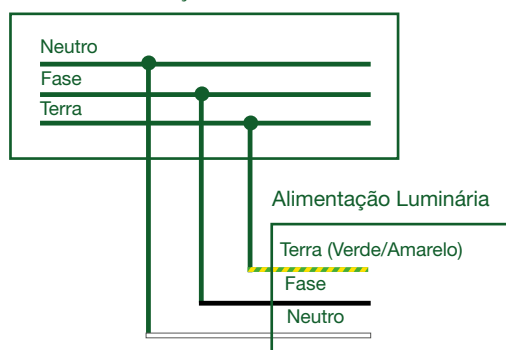 Neutro
Fase
Terra
Alimentação Luminária
Terra (Verde/Amarelo)
Fase
Neutro